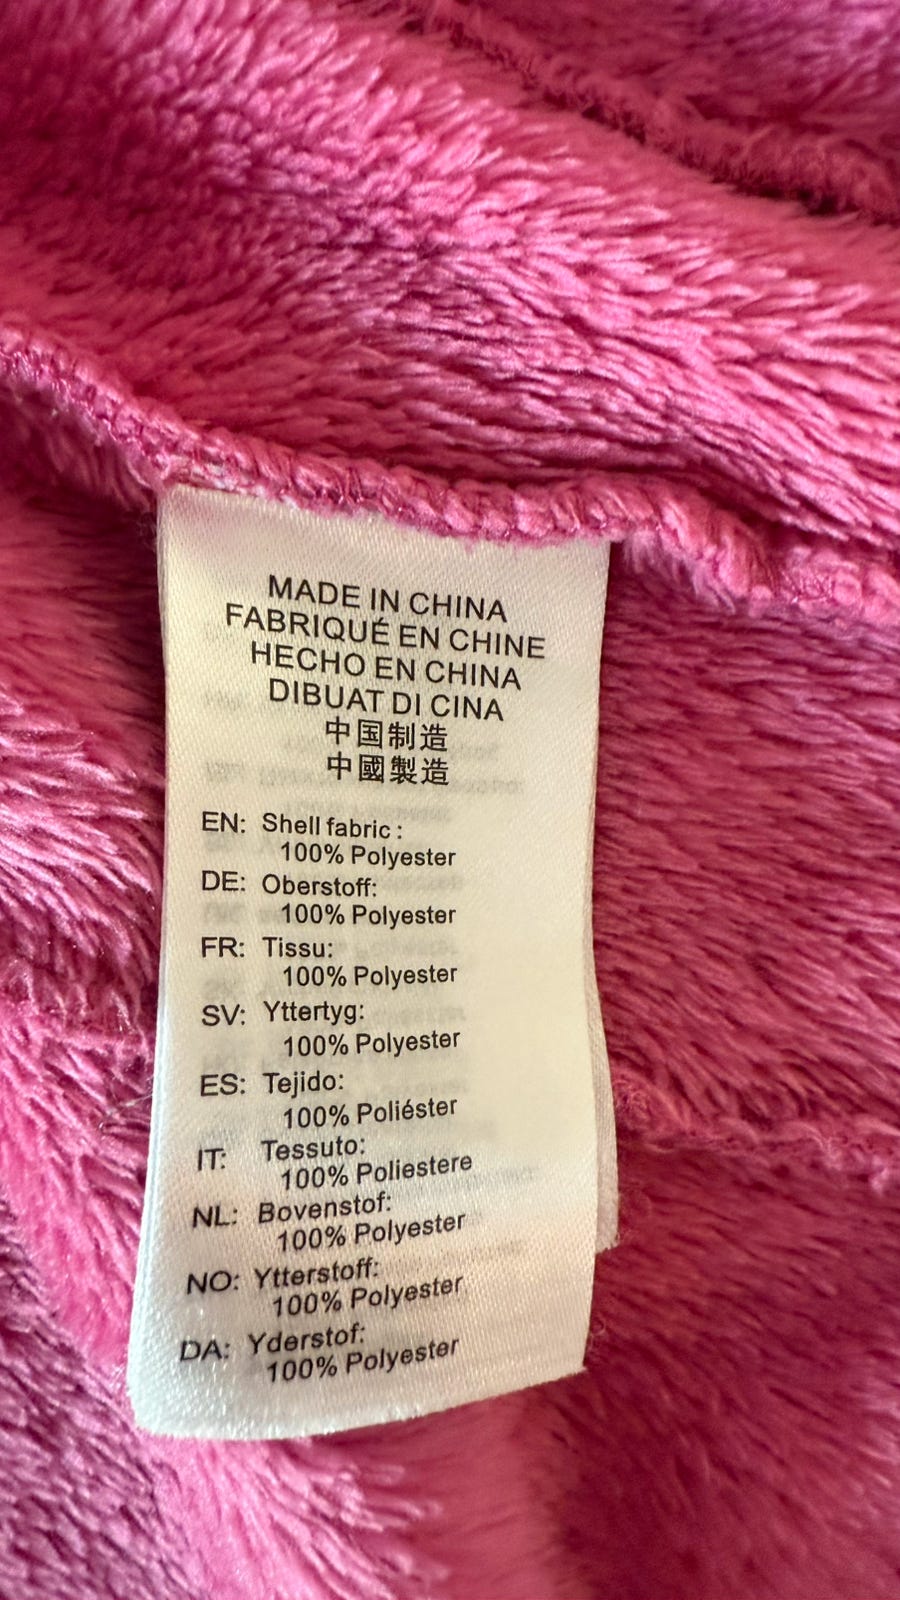 MADE IN CHINA
FABRIQUÉ EN CHINE
HECHO EN CHINA
DIBUAT DI CINA
中国制造
中國製造
EN: Shell fabric :
100% Polyester
DE: Oberstoff:
100% Polyester
FR: Tissu:
100% Polyester
SV: Yttertyg:
100% Polyester
ES: Tejido:
100% Poliéster
IT: Tessuto:
100% Poliestere
NL: Bovenstof:
100% Polyester
NO: Ytterstoff:
100% Polyester
DA: Yderstof:
100% Polyester